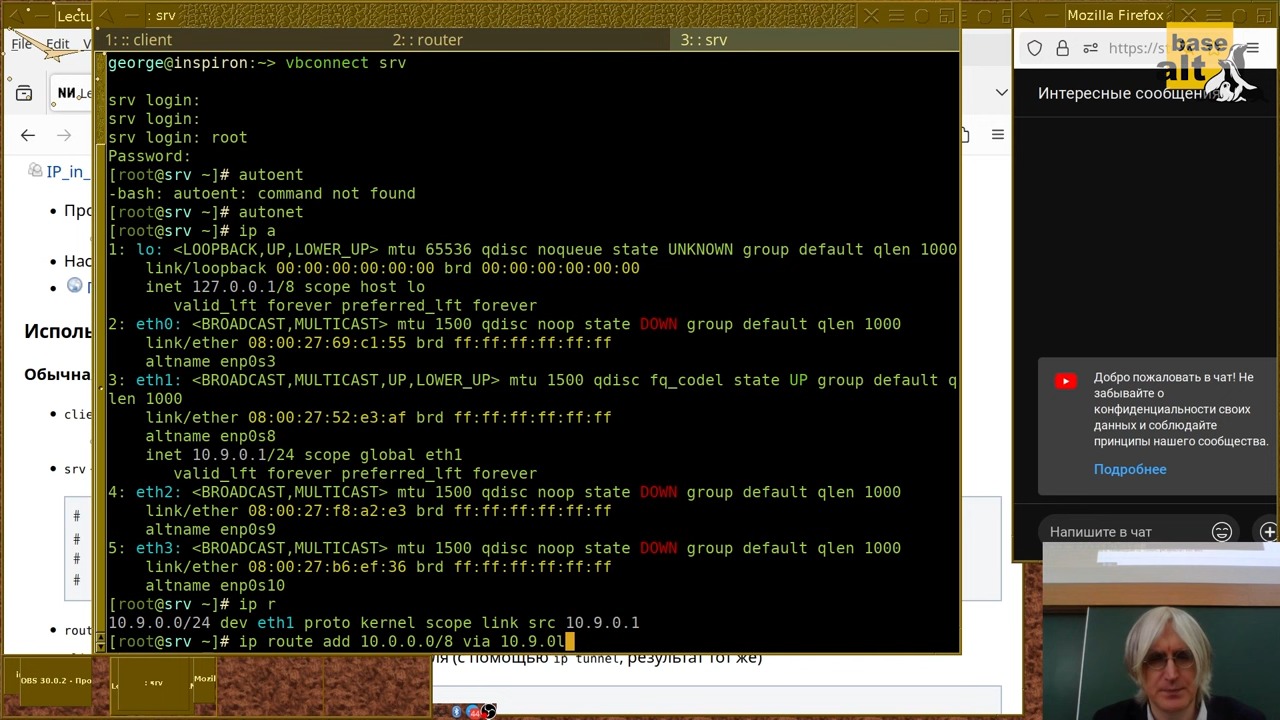 Lectu
: srv
Mozilla Firefox
File Edit V
1: :: client
2: : router
3: : srv
https://st
base
alt
Le
Интересные сообщения
george@inspiron:~> vbconnect srv
srv login:
srv login:
srv login: root
Password:
[root@srv ~]# autoent
-bash: autoent: command not found
[root@srv ~]# autonet
[root@srv ~]# ip a
1: lo: <LOOPBACK,UP,LOWER_UP> mtu 65536 qdisc noqueue state UNKNOWN group default qlen 1000
link/loopback 00:00:00:00:00:00 brd 00:00:00:00:00:00
inet 127.0.0.1/8 scope host lo
valid_lft forever preferred_lft forever
2: eth0: <BROADCAST,MULTICAST> mtu 1500 qdisc noop state DOWN group default qlen 1000
link/ether 08:00:27:69:c1:55 brd ff:ff:ff:ff:ff:ff
altname enp0s3
3: eth1: <BROADCAST,MULTICAST,UP,LOWER_UP> mtu 1500 qdisc fq_codel state UP group default q
len 1000
link/ether 08:00:27:52:e3:af brd ff:ff:ff:ff:ff:ff
altname enp0s8
inet 10.9.0.1/24 scope global eth1
valid_lft forever preferred_lft forever
4: eth2: <BROADCAST,MULTICAST> mtu 1500 qdisc noop state DOWN group default qlen 1000
link/ether 08:00:27:f8:a2:e3 brd ff:ff:ff:ff:ff:ff
altname enp0s9
5: eth3: <BROADCAST,MULTICAST> mtu 1500 qdisc noop state DOWN group default qlen 1000
link/ether 08:00:27:b6:ef:36 brd ff:ff:ff:ff:ff:ff
altname enp0s10
[root@srv ~]# ip r
10.9.0.0/24 dev eth1 proto kernel scope link src 10.9.0.1
[root@srv ~]# ip route add 10.0.0.0/8 via 10.9.0l
IP_in_
Про
Нас
П
Исполь
Обычна
clie
srv
#
#
#
#
rout
ля (с помощью ip tunnel, результат тот же)
Добро пожаловать в чат! Не
забывайте о
конфиденциальности своих
данных и соблюдайте
принципы нашего сообщества.
Подробнее
Напишите в чат
OBS 30.0.2 - Про
Le
: srv
Mozil
44